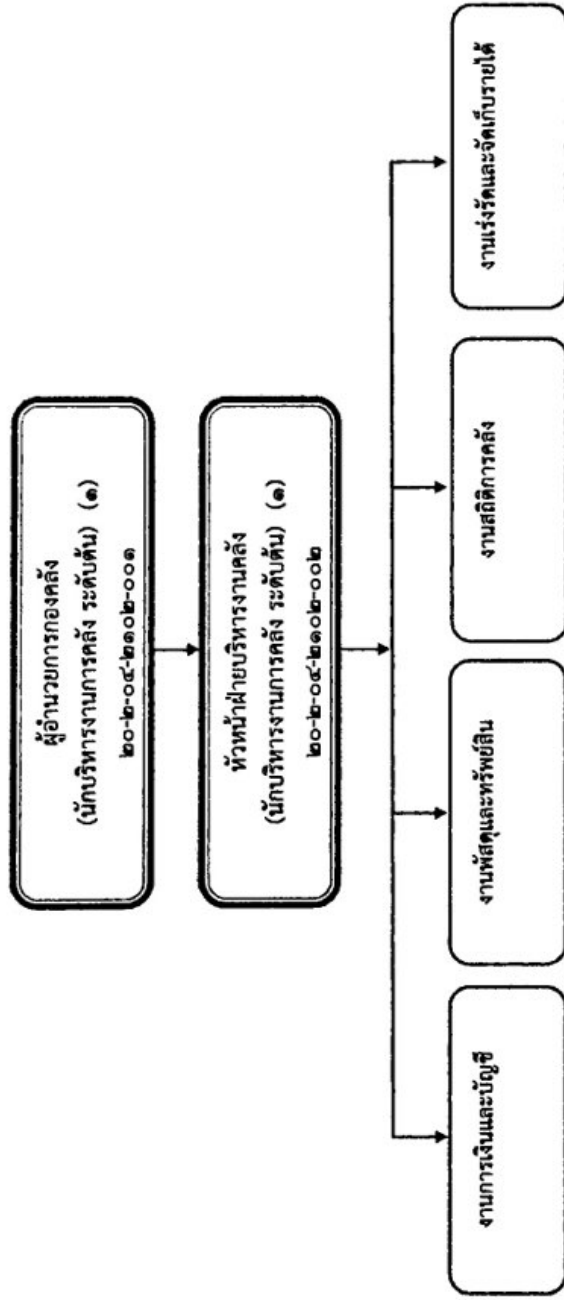 ผู้อำนวยการกองคลัง
(นักบริหารงานการคลัง ระดับต้น) (๑)
๒๐-๒-๐๔-๒๑๐๒-๐๐๑
หัวหน้าฝ่ายบริหารงานคลัง
(นักบริหารงานการคลัง ระดับต้น) (๑)
๒๐-๒-๐๔-๒๑๐๒-๐๐๒
งานการเงินและบัญชี
งานพัสดุและทรัพย์สิน
งานสถิติการคลัง
งานเร่งรัดและจัดเก็บรายได้